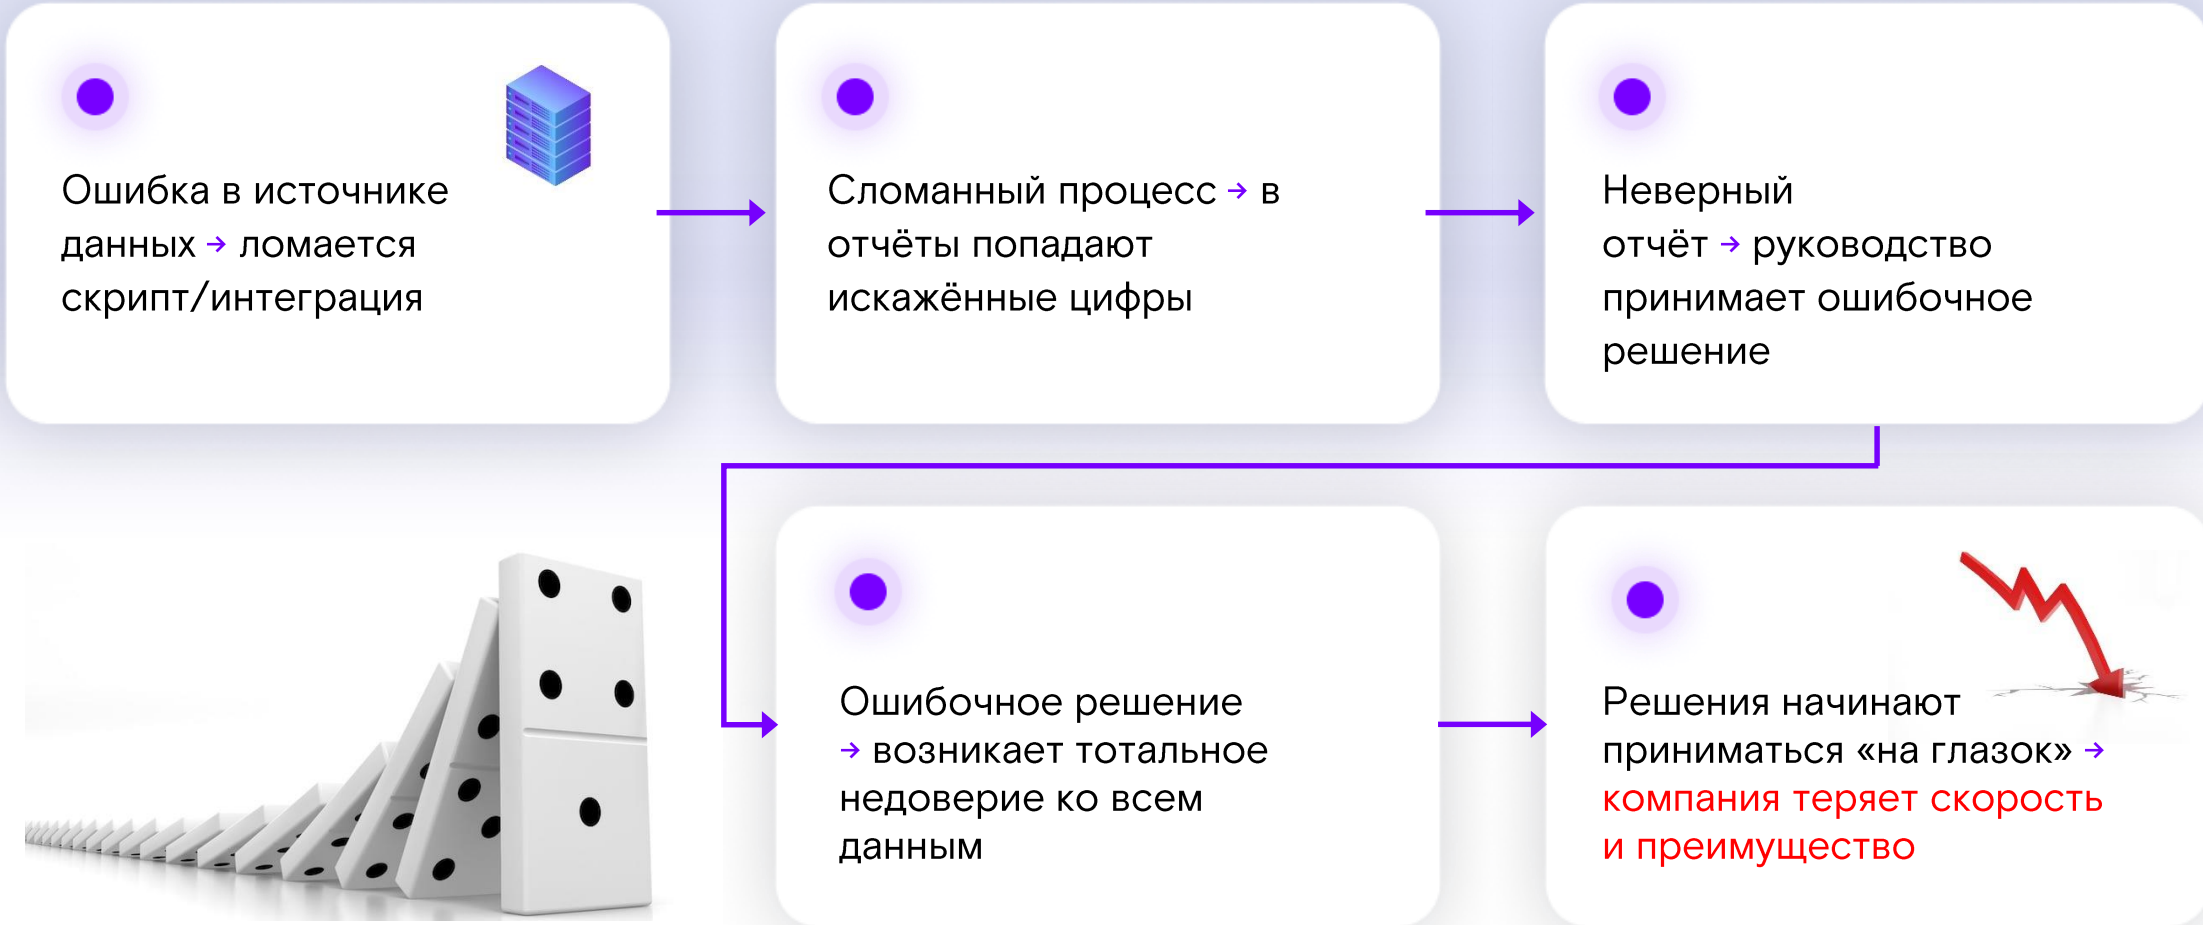 Ошибка в источнике
данных → ломается
скрипт/интеграция
Сломанный процесс → в
отчёты попадают
искажённые цифры
Неверный
отчёт → руководство
принимает ошибочное
решение
Ошибочное решение
→ возникает тотальное
недоверие ко всем
данным
Решения начинают
приниматься «на глазок» →
компания теряет скорость
и преимущество